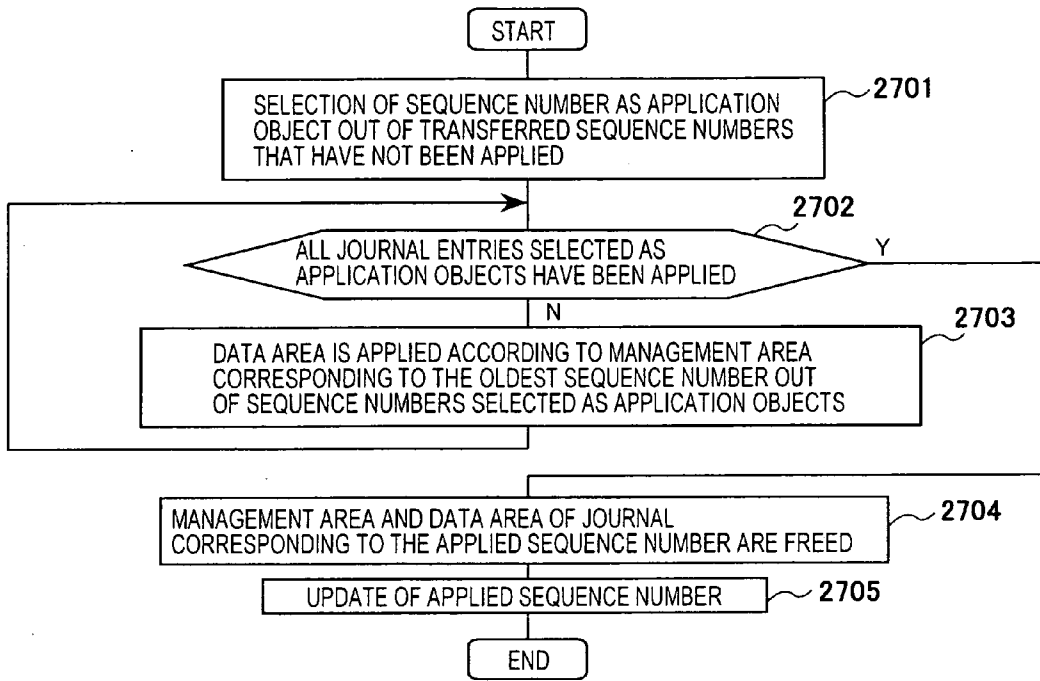 START
SELECTION OF SEQUENCE NUMBER AS APPLICATION
OBJECT OUT OF TRANSFERRED SEQUENCE NUMBERS
THAT HAVE NOT BEEN APPLIED
2701
2702
ALL JOURNAL ENTRIES SELECTED AS
APPLICATION OBJECTS HAVE BEEN APPLIED
Y
N
2703
DATA AREA IS APPLIED ACCORDING TO MANAGEMENT AREA
CORRESPONDING TO THE OLDEST SEQUENCE NUMBER OUT
OF SEQUENCE NUMBERS SELECTED AS APPLICATION OBJECTS
MANAGEMENT AREA AND DATA AREA OF JOURNAL
CORRESPONDING TO THE APPLIED SEQUENCE NUMBER ARE FREED
2704
UPDATE OF APPLIED SEQUENCE NUMBER
2705
END